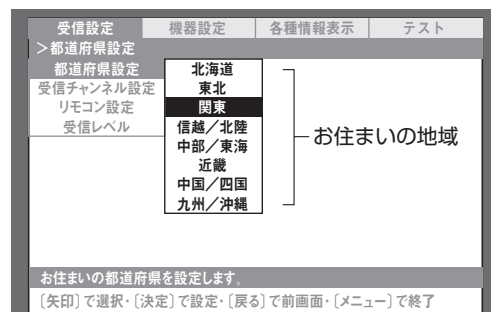 受信設定 機器設定 各種情報表示 テスト
>都道府県設定
都道府県設定 北海道
受信チャンネル設定 東北
リモコン設定 関東
受信レベル 信越/北陸
中部/東海
近畿
中国/四国
九州/沖縄
お住まいの地域
お住まいの都道府県を設定します。
〔矢印〕で選択・〔決定〕で設定・〔戻る〕で前画面・〔メニュー〕で終了